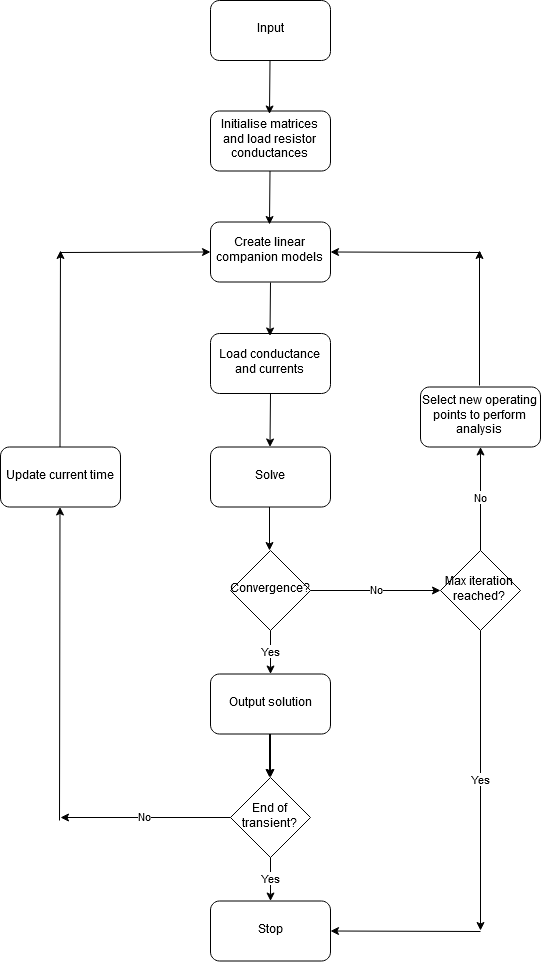 Input
Initialise matrices
and load resistor
conductances
Create linear
companion models
Load conductance
and currents
Select new operating
points to perform
analysis
Update current time
Solve
No
Convergence?
No
Max iteration
reached?
Yes
Output solution
Yes
End of
transient?
No
Yes
Stop